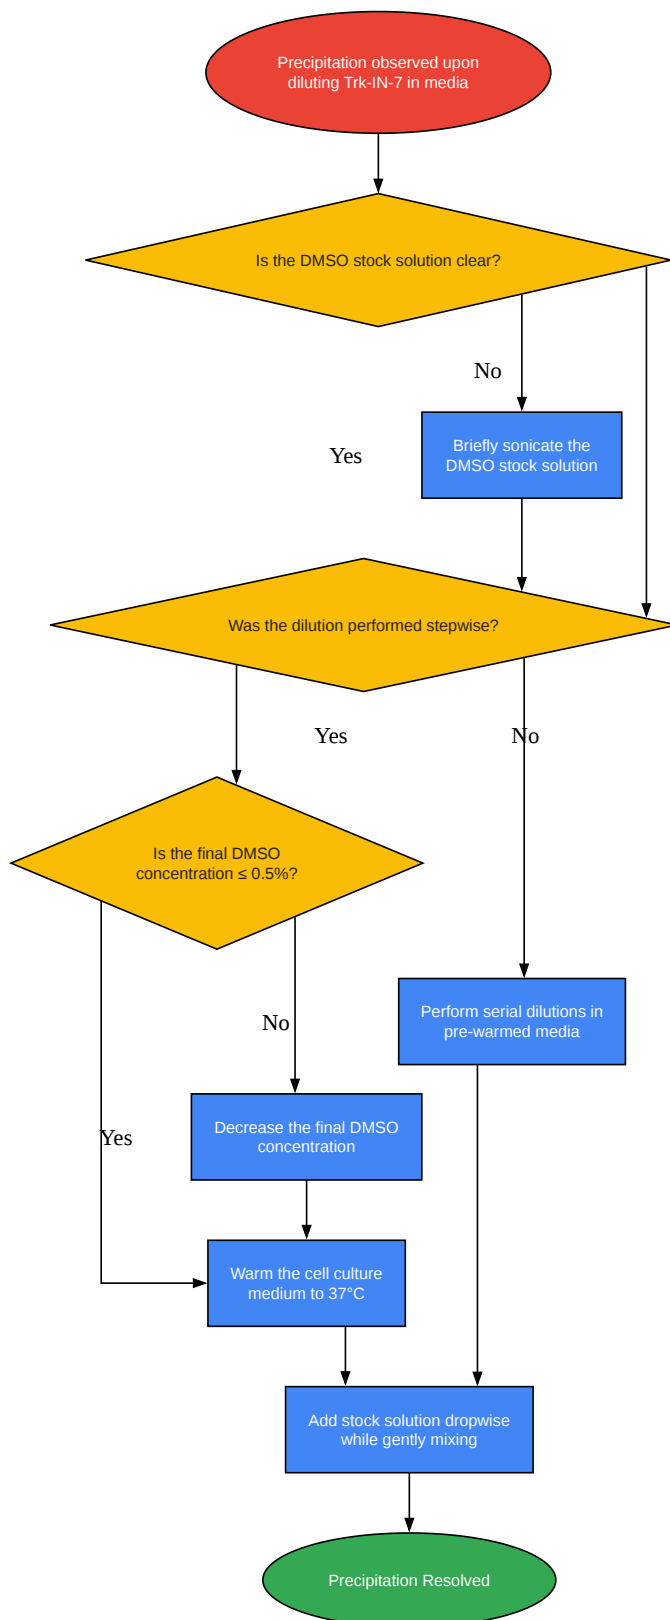 Precipitation observed upon
diluting Trk-IN-7 in media
Is the DMSO stock solution clear?
No
Briefly sonicate the
DMSO stock solution
Yes
Was the dilution performed stepwise?
Yes
No
Is the final DMSO
concentration ≤ 0.5%?
Perform serial dilutions in
pre-warmed media
No
Decrease the final DMSO
concentration
Yes
Warm the cell culture
medium to 37°C
Add stock solution dropwise
while gently mixing
Precipitation Resolved